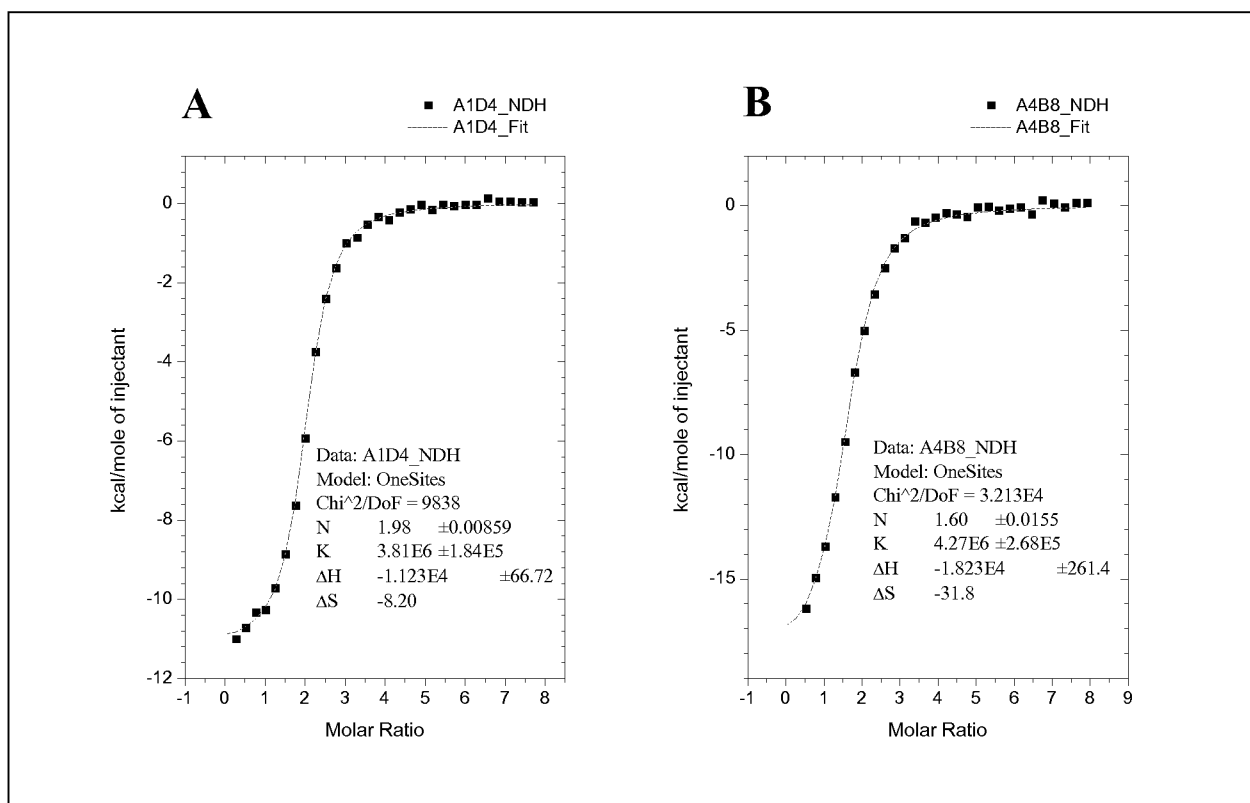 A
A1D4_NDH
A1D4_Fit
0
-2
-4
-6
-8
-10
-12
kcal/mole of injectant
Data: A1D4_NDH
Model: OneSites
Chi^2/DoF = 9838
N 1.98 ±0.00859
K 3.81E6 ±1.84E5
ΔH -1.123E4 ±66.72
ΔS -8.20
-1 0 1 2 3 4 5 6 7 8
Molar Ratio
B
A4B8_NDH
A4B8_Fit
0
-5
-10
-15
kcal/mole of injectant
Data: A4B8_NDH
Model: OneSites
Chi^2/DoF = 3.213E4
N 1.60 ±0.0155
K 4.27E6 ±2.68E5
ΔH -1.823E4 ±261.4
ΔS -31.8
-1 0 1 2 3 4 5 6 7 8 9
Molar Ratio